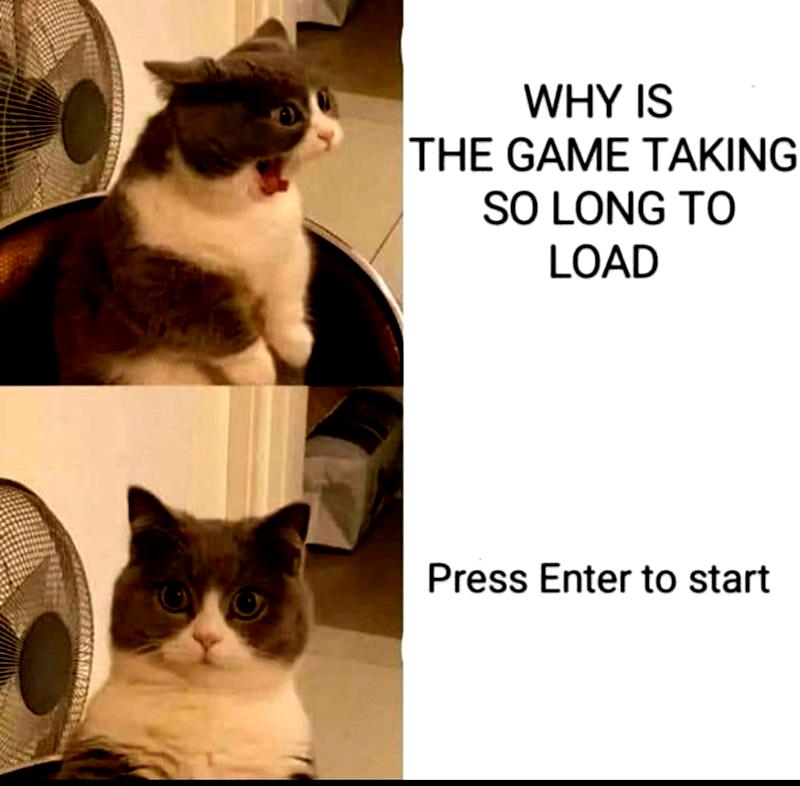 WHY IS
THE GAME TAKING
SO LONG TO
LOAD
Press Enter to start